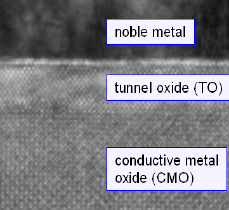 noble metal
tunnel oxide (TO)
conductive metal
oxide (CMO)